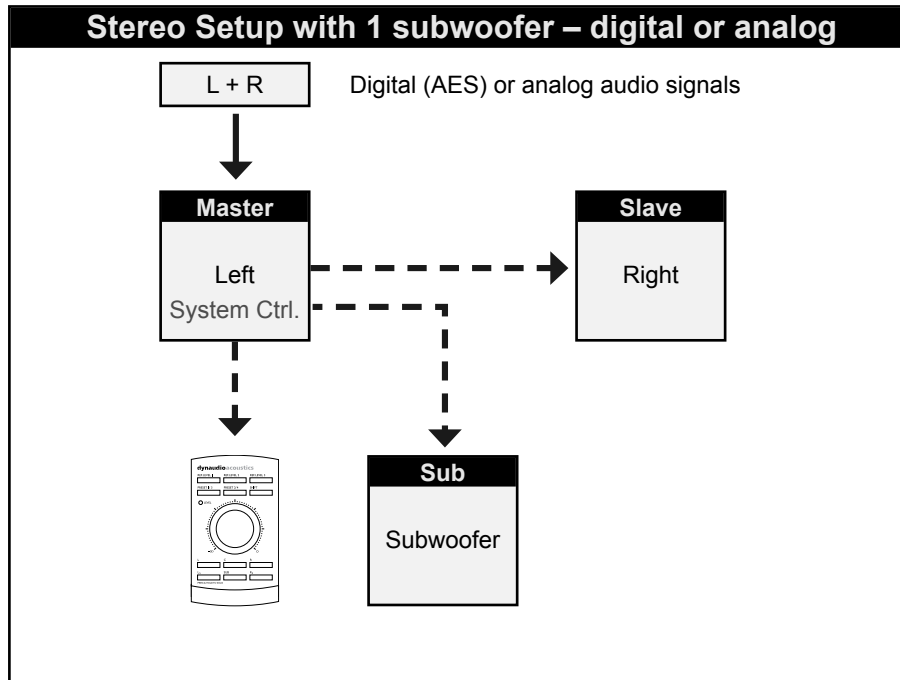 Stereo Setup with 1 subwoofer – digital or analog
L + R
Digital (AES) or analog audio signals
Master
Left
System Ctrl.
Slave
Right
Sub
Subwoofer
dynaudioacoustics